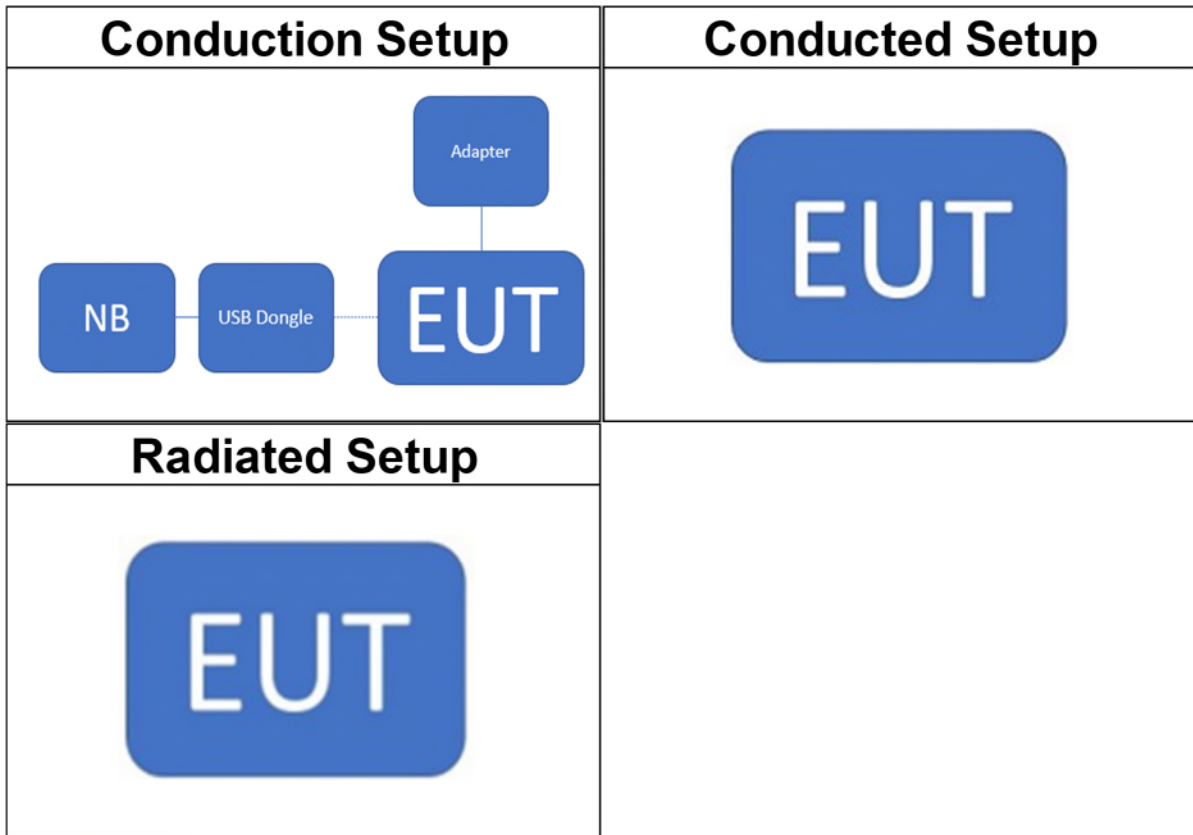 Conduction Setup
Conducted Setup
Adapter
NB
USB Dongle
EUT
EUT
Radiated Setup
EUT